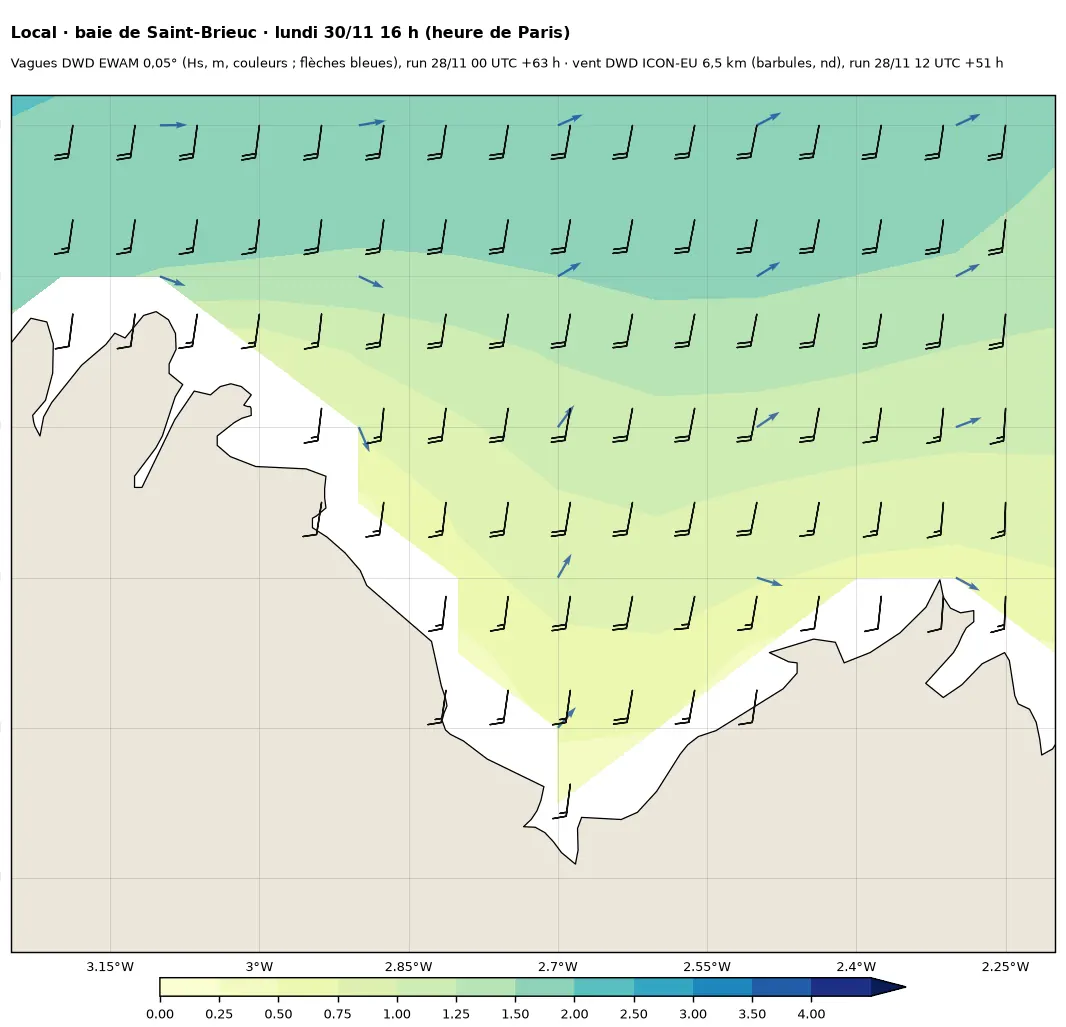 Local · baie de Saint-Brieuc · lundi 30/11 16 h (heure de Paris)
Vagues DWD EWAM 0,05° (Hs, m, couleurs ; flèches bleues), run 28/11 00 UTC +63 h · vent DWD ICON-EU 6,5 km (barbules, nd), run 28/11 12 UTC +51 h
3.15°W 3°W 2.85°W 2.7°W 2.55°W 2.4°W 2.25°W
0.00 0.25 0.50 0.75 1.00 1.25 1.50 2.00 2.50 3.00 3.50 4.00